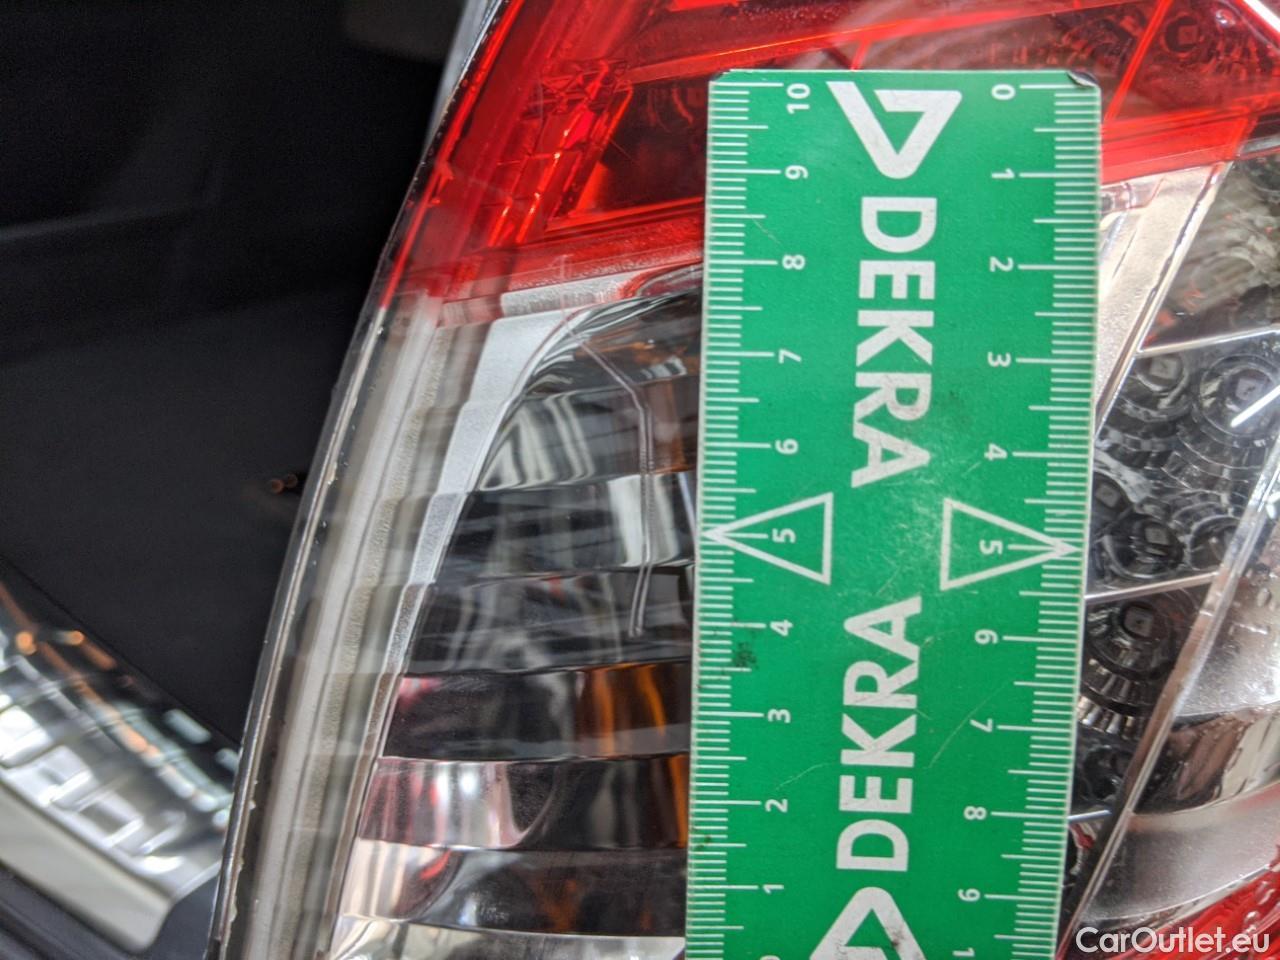 10 9 8 7 6 5 4 3 2 1
DEKRA
DEKRA
0 1 2 3 4 5 6 7 8 9
CarOutlet.eu